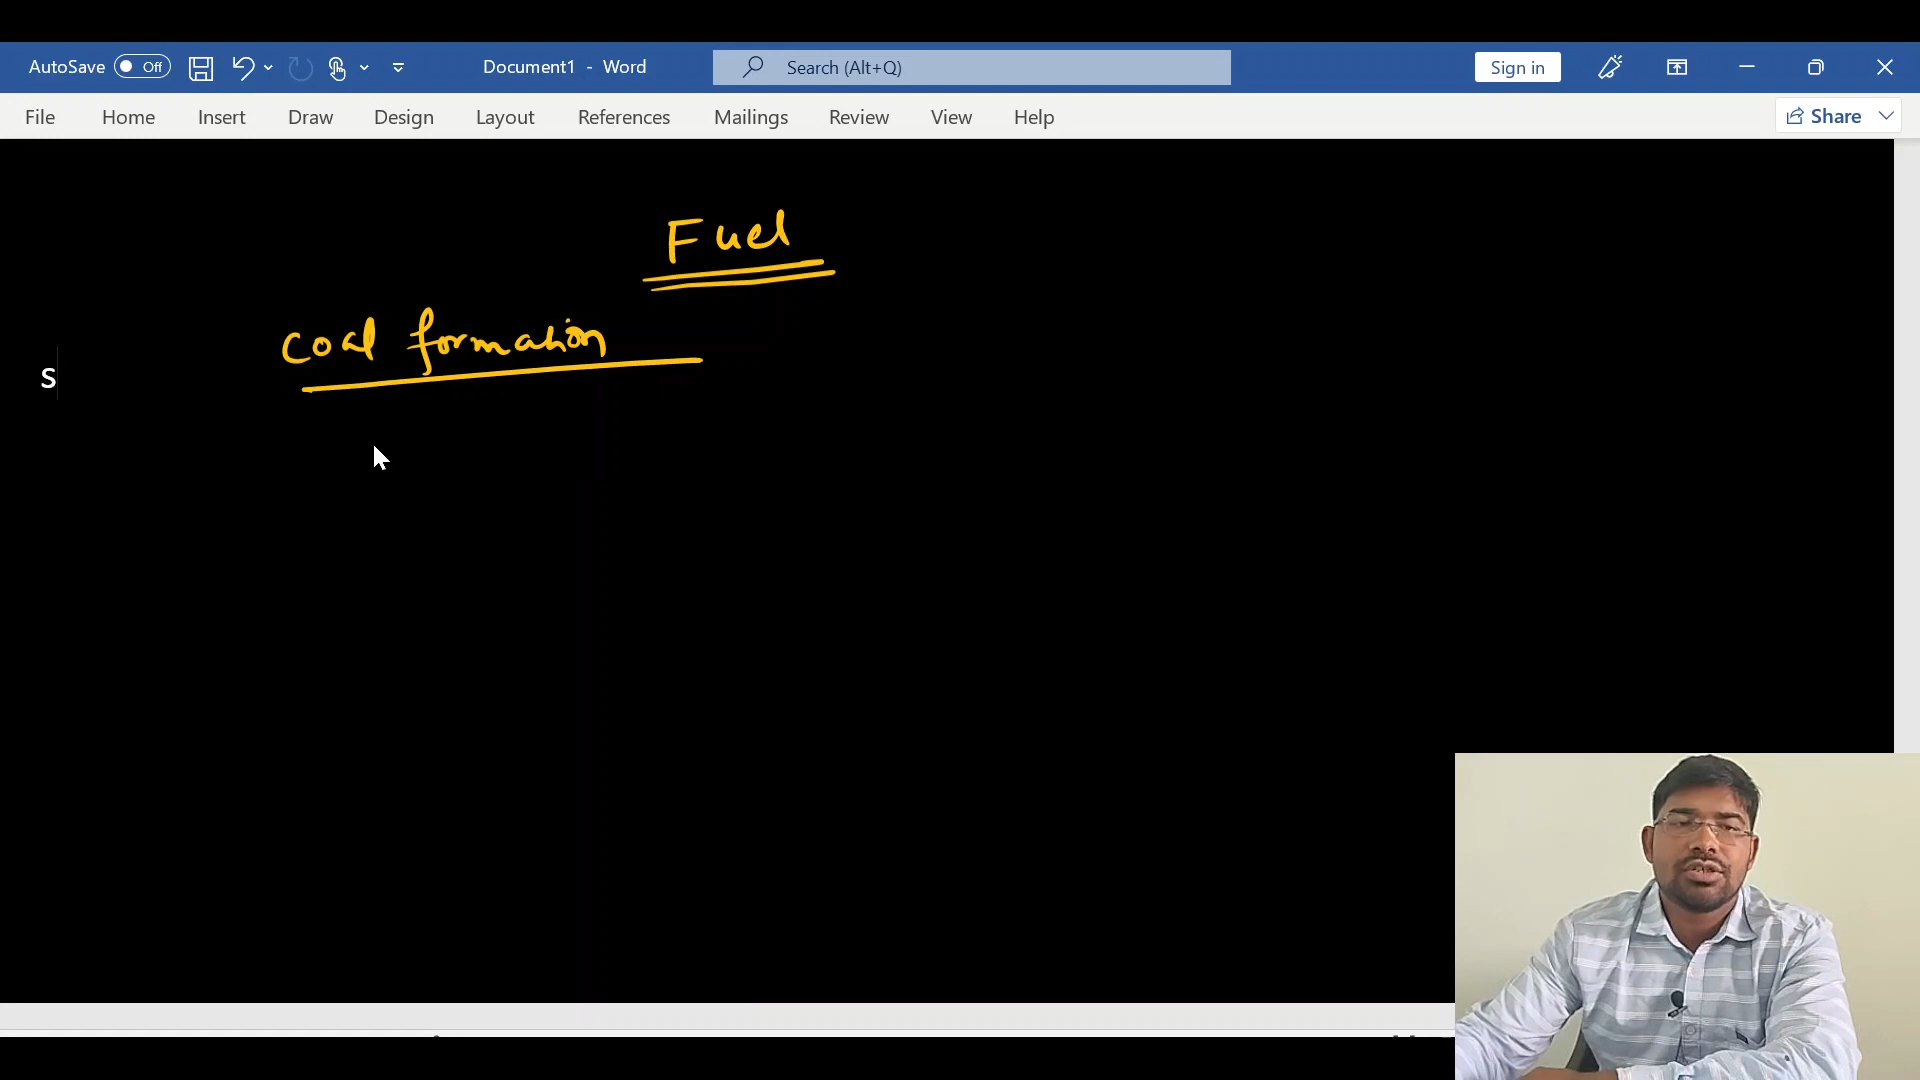 AutoSave Off Document1 - Word Search (Alt+Q) Sign in
File Home Insert Draw Design Layout References Mailings Review View Help Share
Fuel
coal formation
s